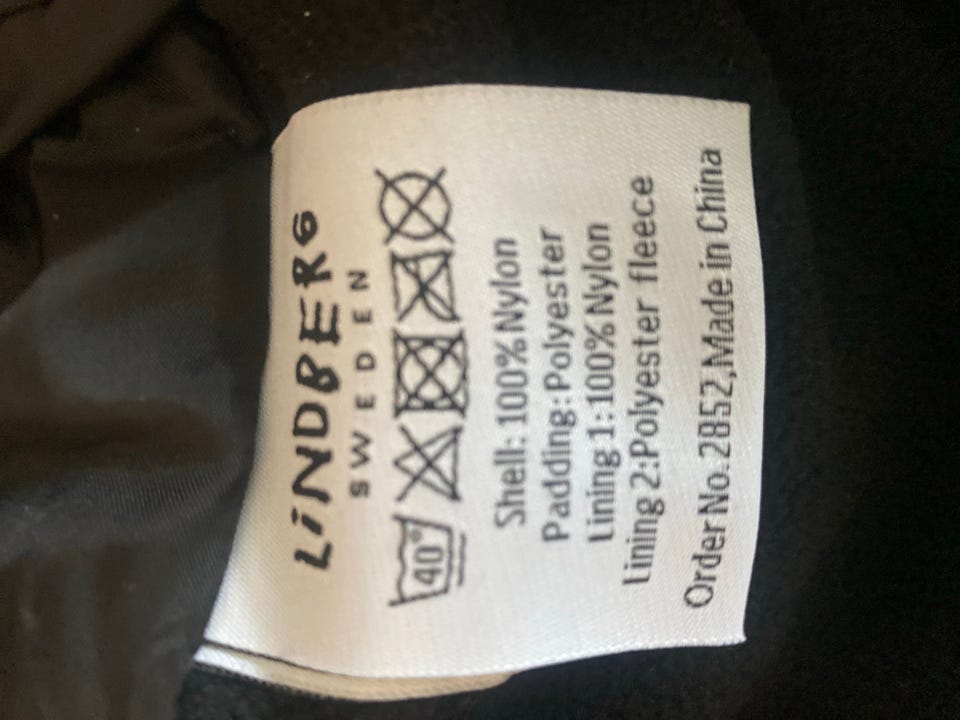 LiNDBERG
SWEDEN
40°
Shell: 100% Nylon
Padding:Polyester
Lining 1:100% Nylon
Lining 2:Polyester fleece
Order No.2852,Made in China